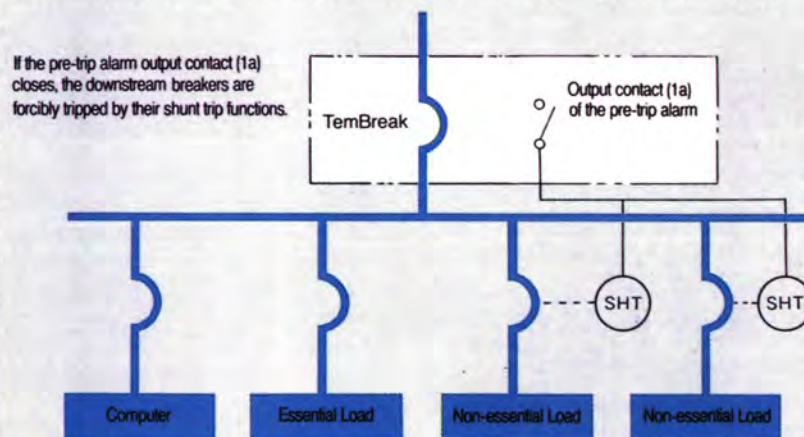 If the pre-trip alarm output contact (1a)
closes, the downstream breakers are
forcibly tripped by their shunt trip functions.
TemBreak
Output contact (1a)
of the pre-trip alarm
SHT
SHT
Computer
Essential Load
Non-essential Load
Non-essential Load